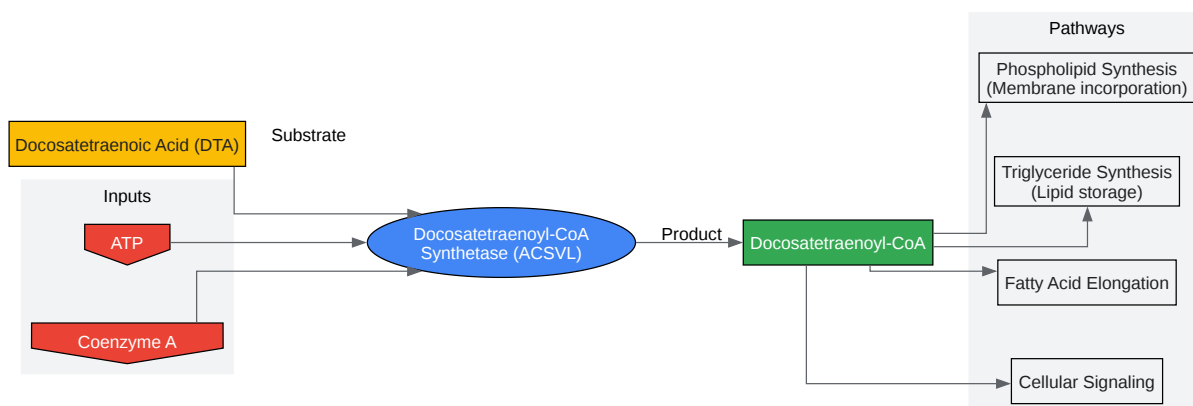 Docosatetraenoic Acid (DTA)
Substrate
Inputs
ATP
Coenzyme A
Docosatetraenoyl-CoA
Synthetase (ACSVL)
Product
Docosatetraenoyl-CoA
Pathways
Phospholipid Synthesis
(Membrane incorporation)
Triglyceride Synthesis
(Lipid storage)
Fatty Acid Elongation
Cellular Signaling